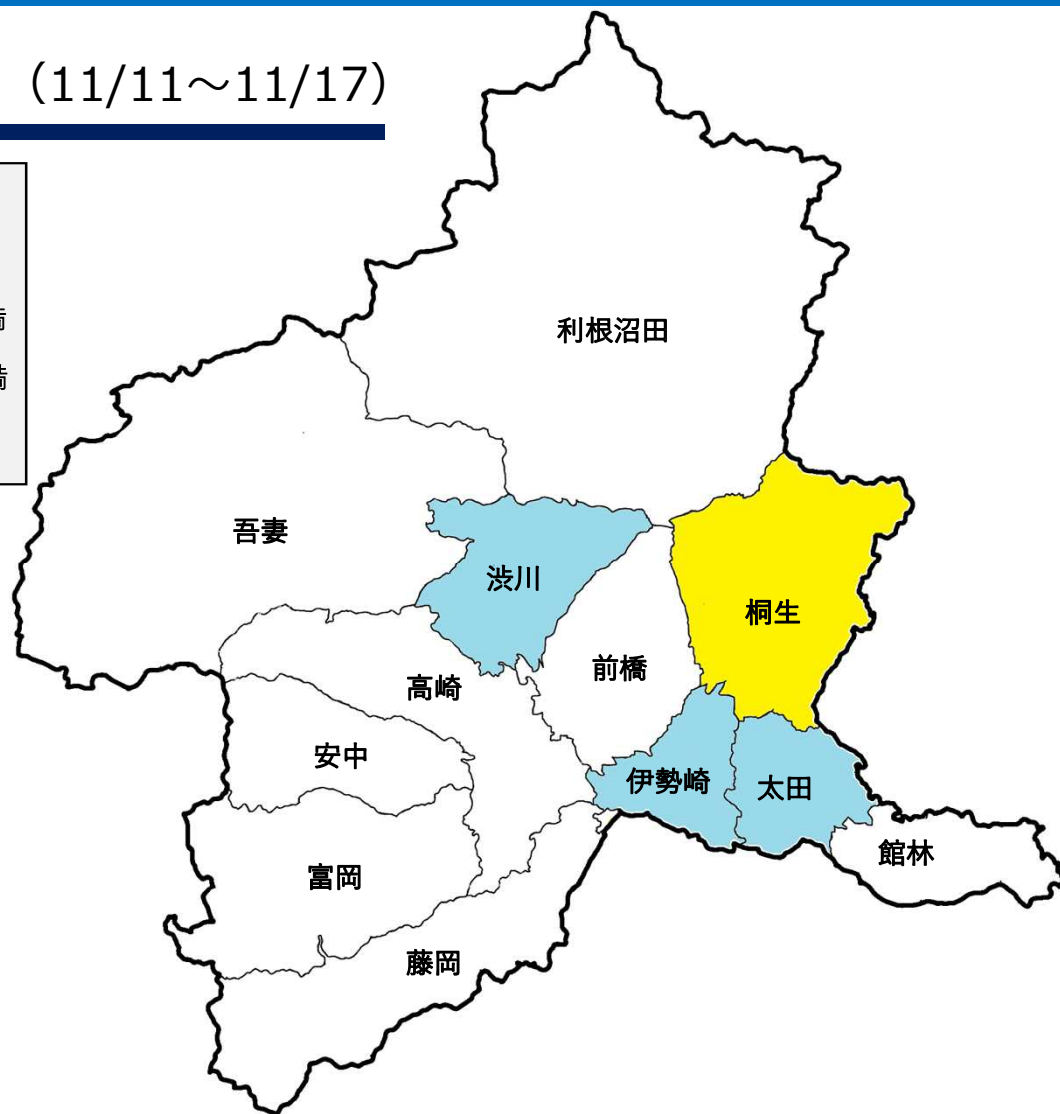 （11/11～11/17）
利根沼田
吾妻
渋川
桐生
前橋
高崎
安中
伊勢崎
太田
館林
富岡
藤岡